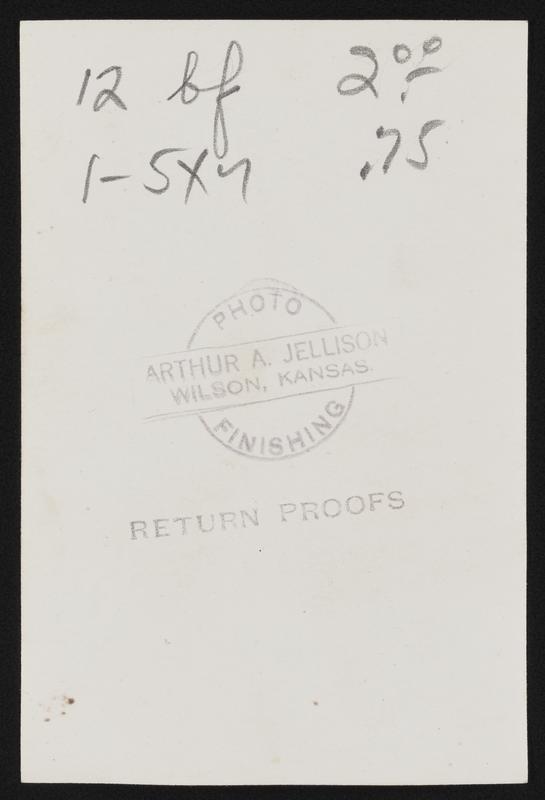 12 bf 2.00
1-5x7 .75
PHOTO
ARTHUR A. JELLISON
WILSON, KANSAS.
FINISHING
RETURN PROOFS